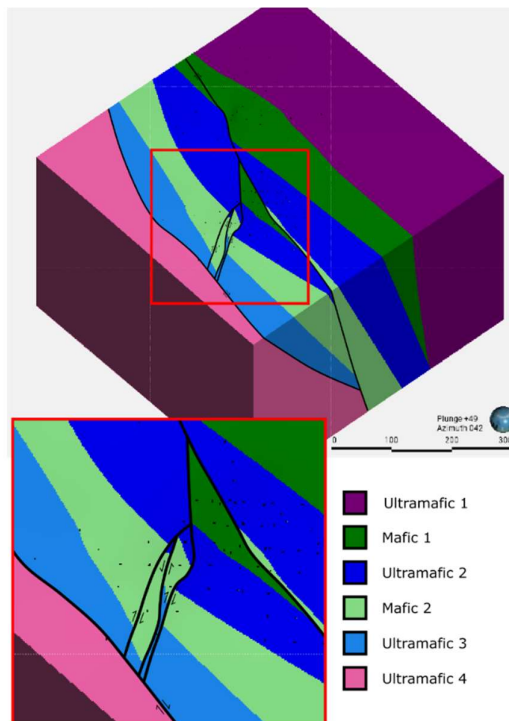 Plunge +49
Azimuth 042
0 100 200 300
Ultramafic 1
Mafic 1
Ultramafic 2
Mafic 2
Ultramafic 3
Ultramafic 4